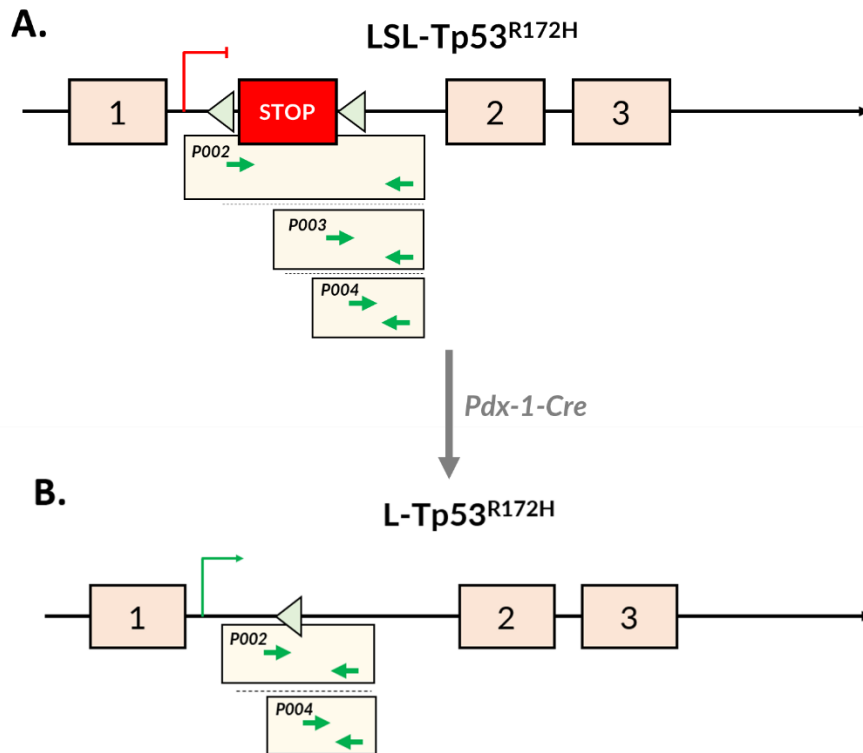 A.
LSL-Tp53R172H
1
STOP
2
3
P002
P003
P004
Pdx-1-Cre
B.
L-Tp53R172H
1
2
3
P002
P004